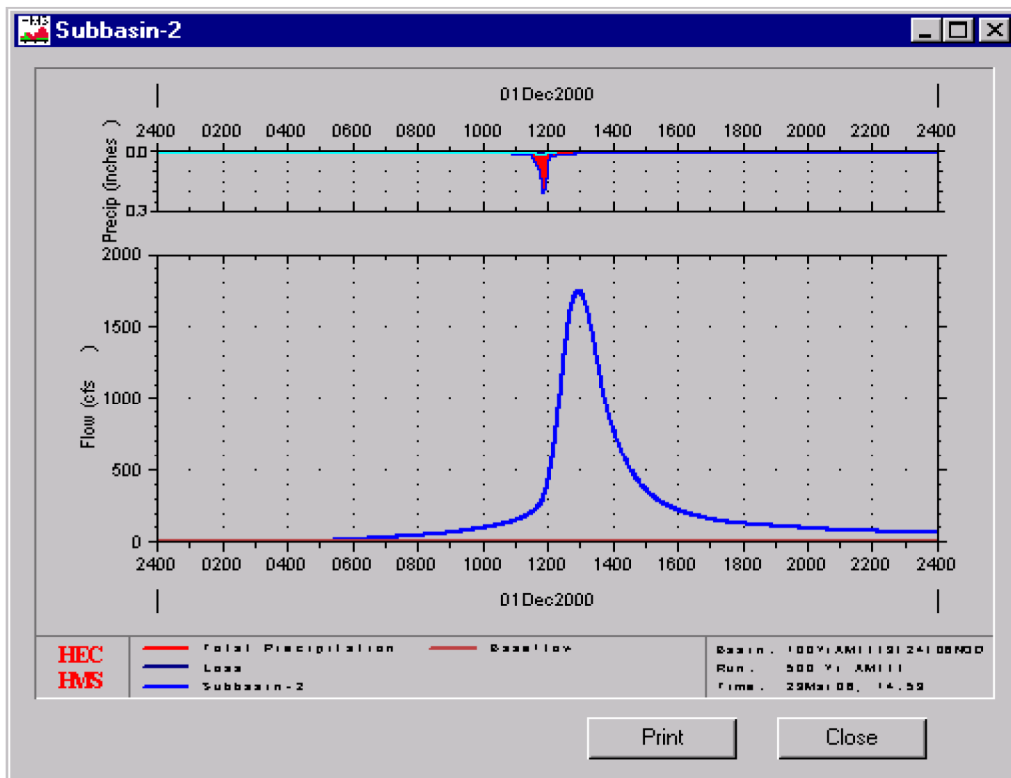 Subbasin-2
01Dec2000
2400 0200 0400 0600 0800 1000 1200 1400 1600 1800 2000 2200 2400
Precip (inches )
0.0
0.3
Flow (cfs )
2000
1500
1000
500
0
2400 0200 0400 0600 0800 1000 1200 1400 1600 1800 2000 2200 2400
01Dec2000
HEC
HMS
Total Precipitation
Baseflow
Loss
Subbasin-2
Basin:
Run: 500 Yr AMIII
Time:
Print
Close